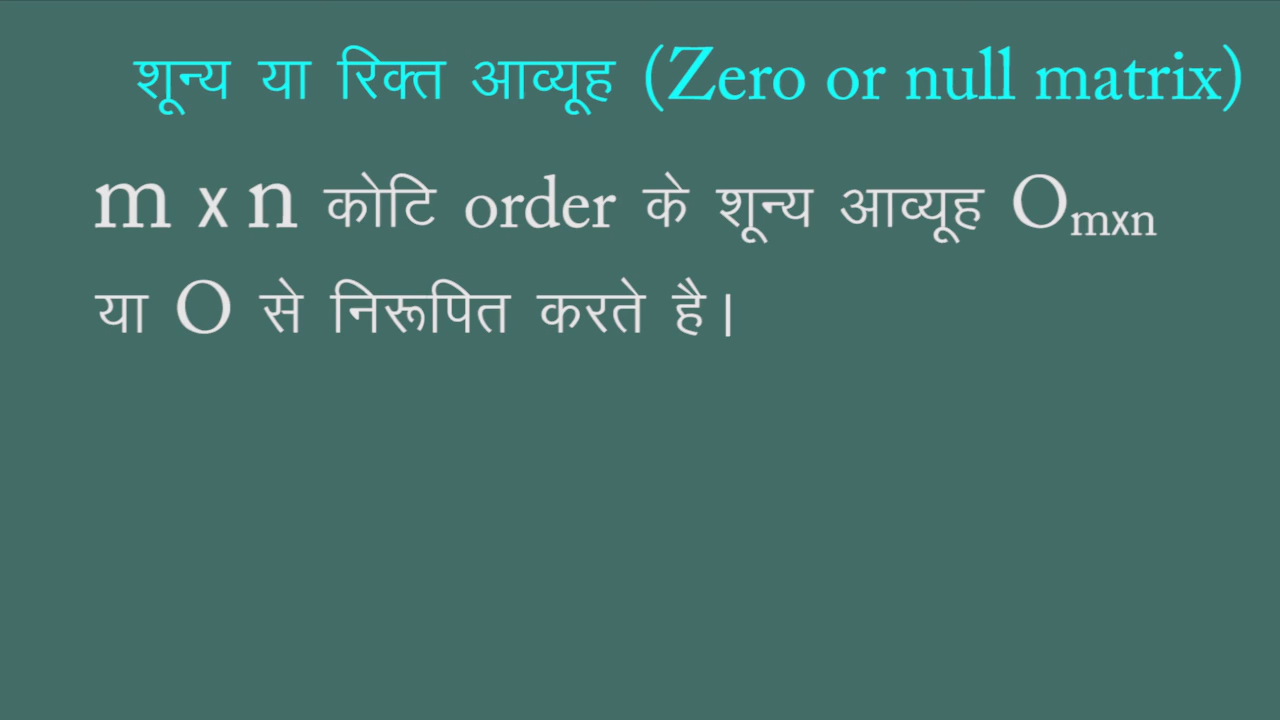 शून्य या रिक्त आव्यूह (Zero or null matrix)
m x n कोटि order के शून्य आव्यूह Omxn
या O से निरूपित करते है।